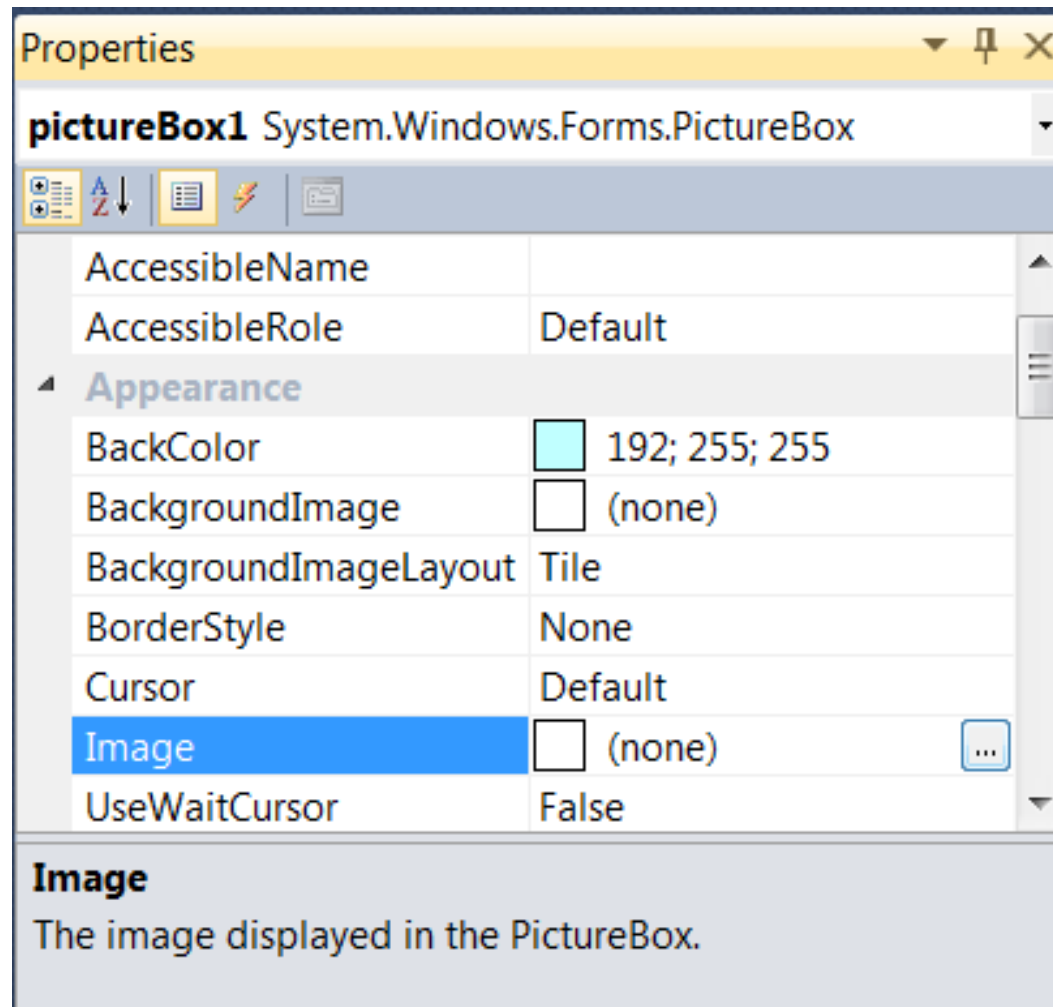 Properties
pictureBox1 System.Windows.Forms.PictureBox
AccessibleName
AccessibleRole Default
Appearance
BackColor 192; 255; 255
BackgroundImage (none)
BackgroundImageLayout Tile
BorderStyle None
Cursor Default
Image (none) ...
UseWaitCursor False
Image
The image displayed in the PictureBox.